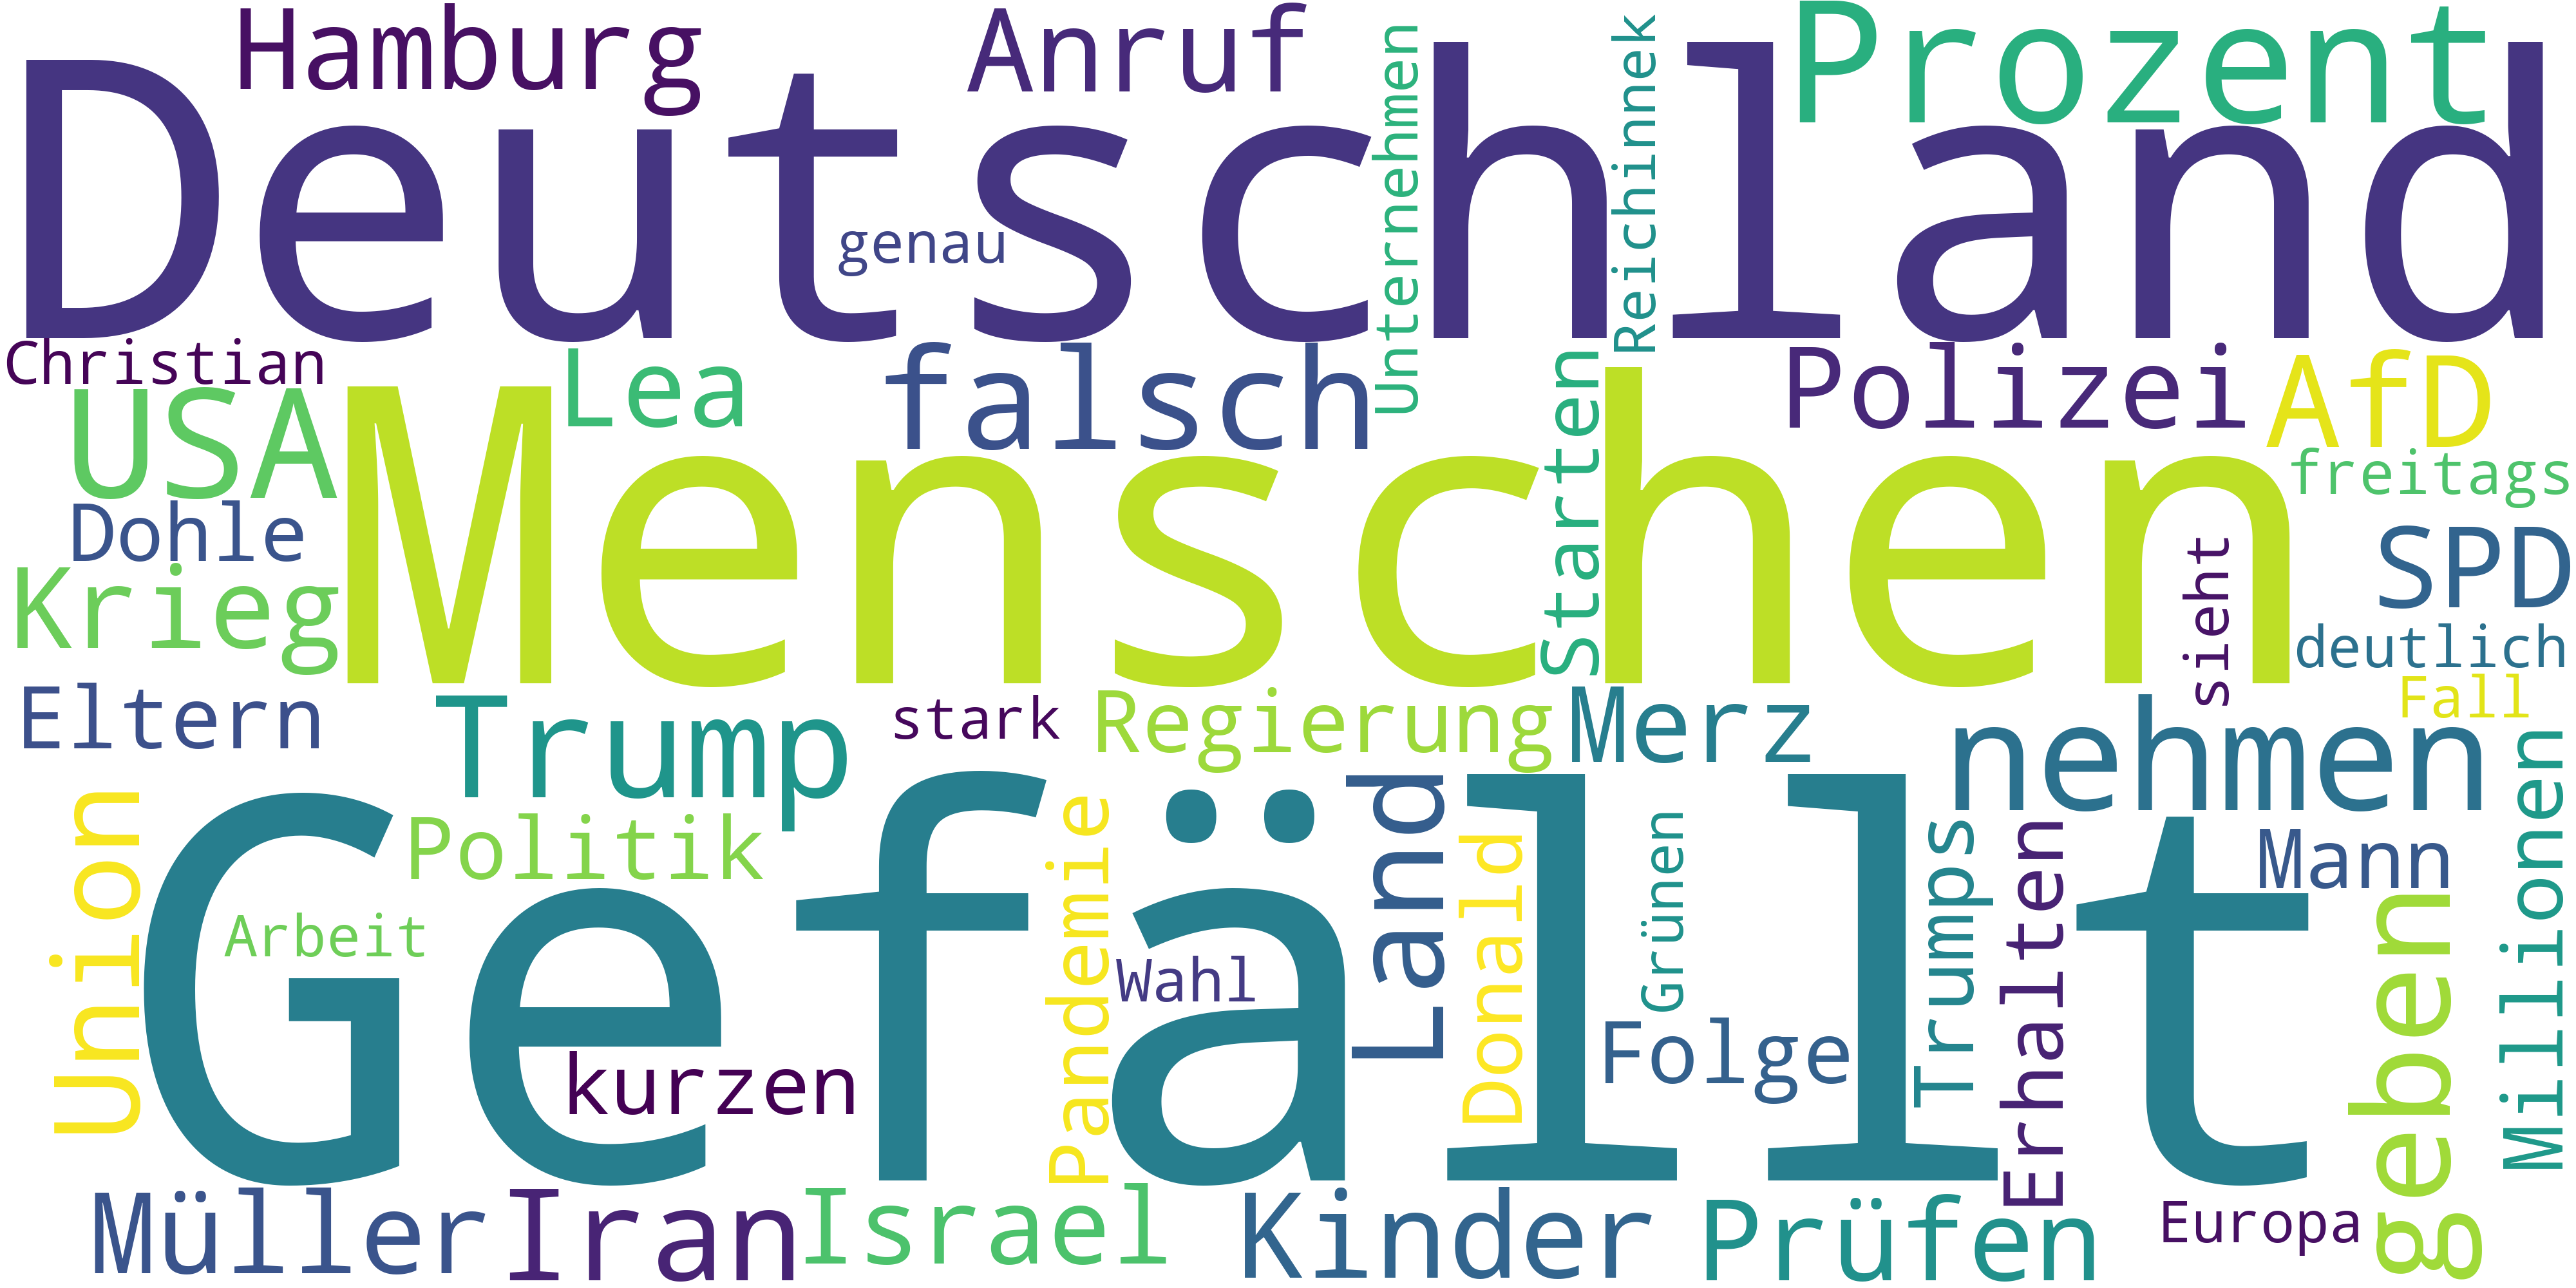 Hamburg
Anruf
Prozent
Deutschland
genau
Unternehmen
Reichinnek
Christian
USA
Lea
falsch
Starten
Polizei
AfD
freitags
Menschen
Dohle
Krieg
sieht
SPD
deutlich
Fall
Eltern
Trump
stark
Regierung
Merz
nehmen
Millionen
Union
Politik
Gefällt
Pandemie
Land
Donald
Grünen
Trumps
Erhalten
Mann
geben
Arbeit
Wahl
kurzen
Folge
Müller
Iran
Israel
Kinder
Prüfen
Europa